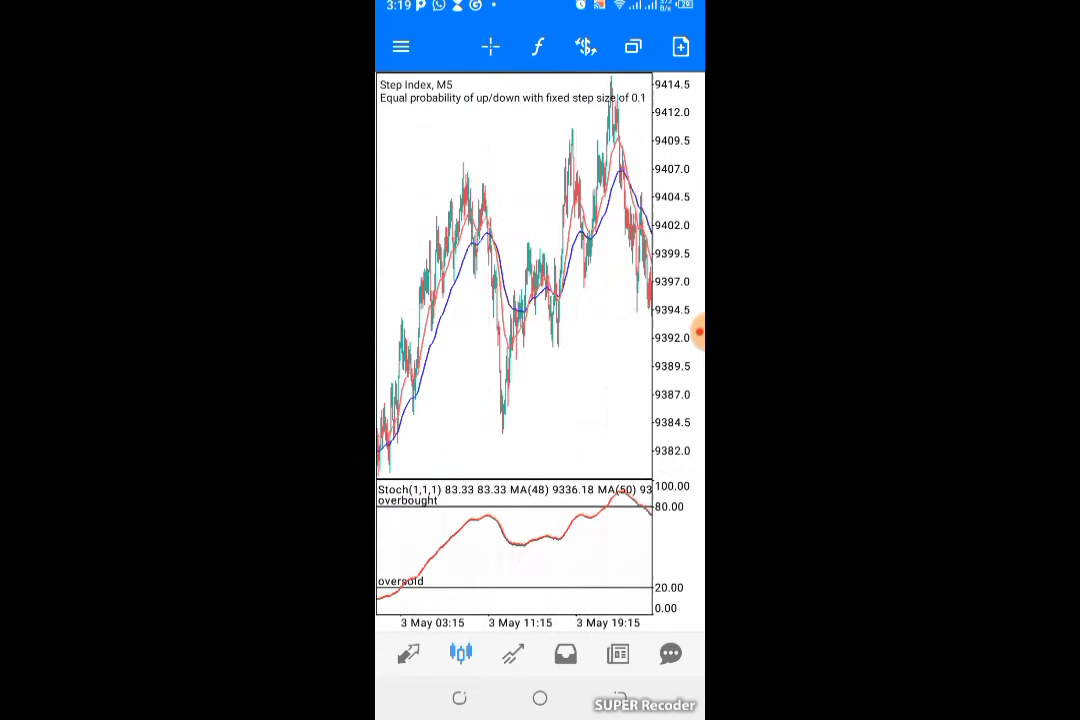 3:19
372
B/s
29
Step Index, M5
Equal probability of up/down with fixed step size of 0.1
9414.5
9412.0
9409.5
9407.0
9404.5
9402.0
9399.5
9397.0
9394.5
9392.0
9389.5
9387.0
9384.5
9382.0
Stoch(1,1,1) 83.33 83.33 MA(48) 9336.18 MA(50) 93
100.00
overbought
80.00
oversold
20.00
0.00
3 May 03:15
3 May 11:15
3 May 19:15
SUPER Recoder